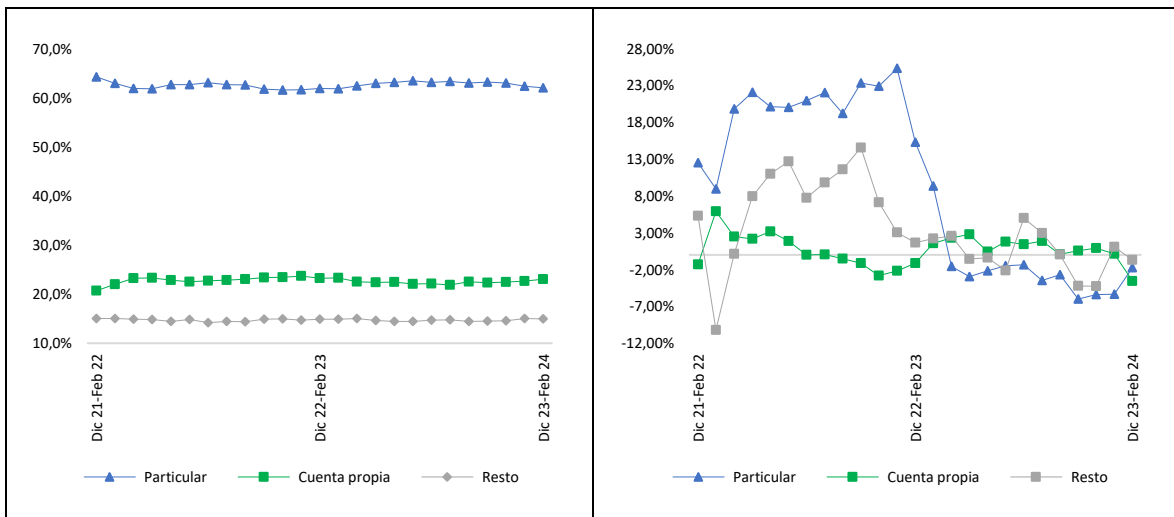 70,0%
60,0%
50,0%
40,0%
30,0%
20,0%
10,0%
Dic 21-Feb 22
Dic 22-Feb 23
Dic 23-Feb 24
Particular
Cuenta propia
Resto
28,00%
23,00%
18,00%
13,00%
8,00%
3,00%
-2,00%
-7,00%
-12,00%
Dic 21-Feb 22
Dic 22-Feb 23
Dic 23-Feb 24
Particular
Cuenta propia
Resto